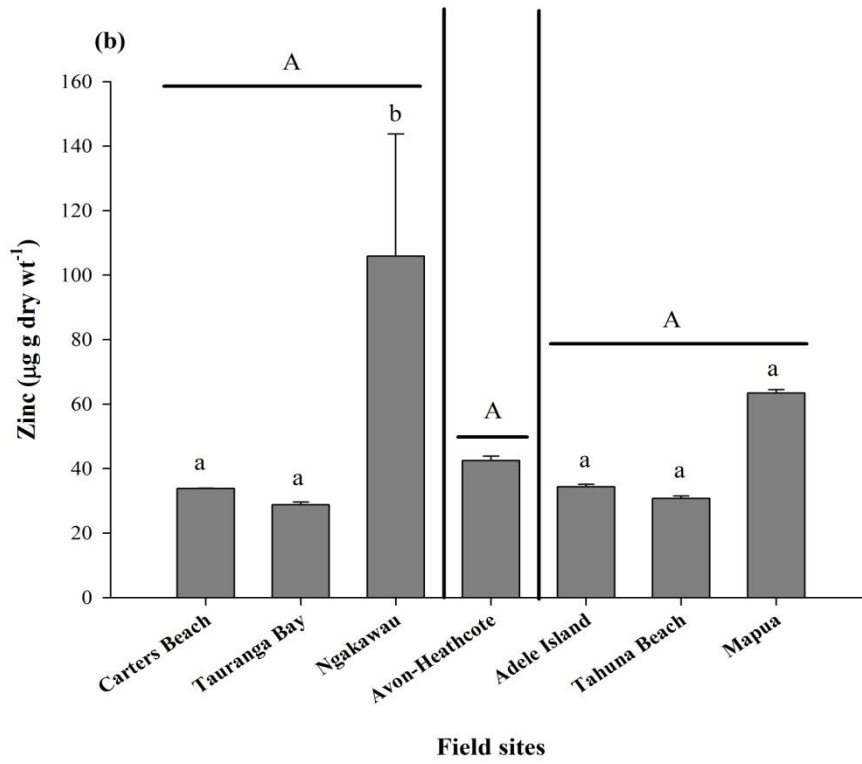 (b)
A
160
b
140
120
100
Zinc (µg g dry wt⁻¹)
A
80
a
60
A
40
a
a
a
a
20
0
Carters Beach
Tauranga Bay
Ngakawau
Avon-Heathcote
Adele Island
Tahuna Beach
Mapua
Field sites